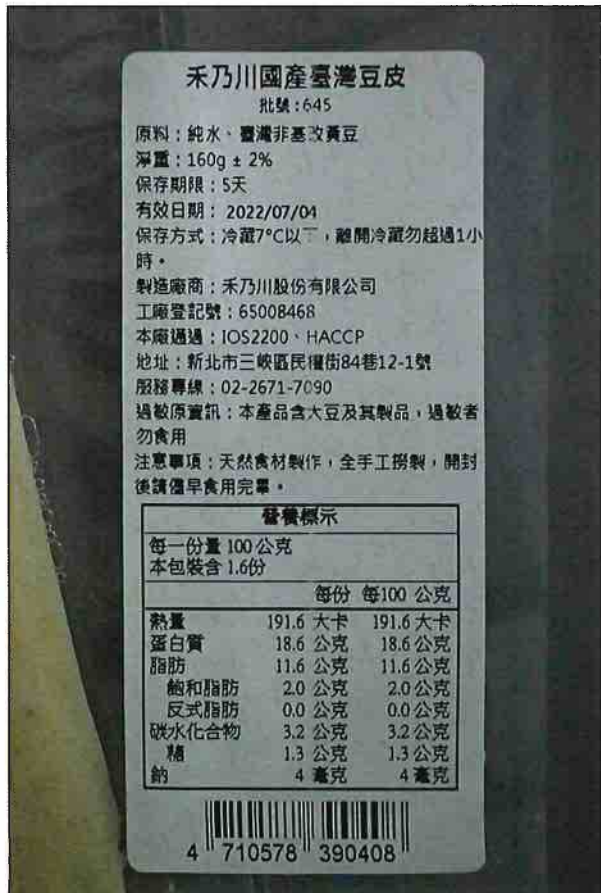 禾乃川國產臺灣豆皮
批號：645
原料：純水、臺灣非基改黃豆
淨重：160g ± 2%
保存期限：5天
有效日期： 2022/07/04
保存方式：冷藏7°C以下，離開冷藏勿超過1小
時。
製造廠商：禾乃川股份有限公司
工廠登記號：65008468
本廠通過：IOS2200、HACCP
地址：新北市三峽區民權街84巷12-1號
服務專線：02-2671-7090
過敏原資訊：本產品含大豆及其製品，過敏者
勿食用
注意事項：天然食材製作，全手工撈製，開封
後請儘早食用完畢。
營養標示
每一份量 100 公克
本包裝含 1.6份
每份 每100 公克
熱量 191.6 大卡 191.6 大卡
蛋白質 18.6 公克 18.6 公克
脂肪 11.6 公克 11.6 公克
飽和脂肪 2.0 公克 2.0 公克
反式脂肪 0.0 公克 0.0 公克
碳水化合物 3.2 公克 3.2 公克
糖 1.3 公克 1.3 公克
鈉 4 毫克 4 毫克
4 710578 390408